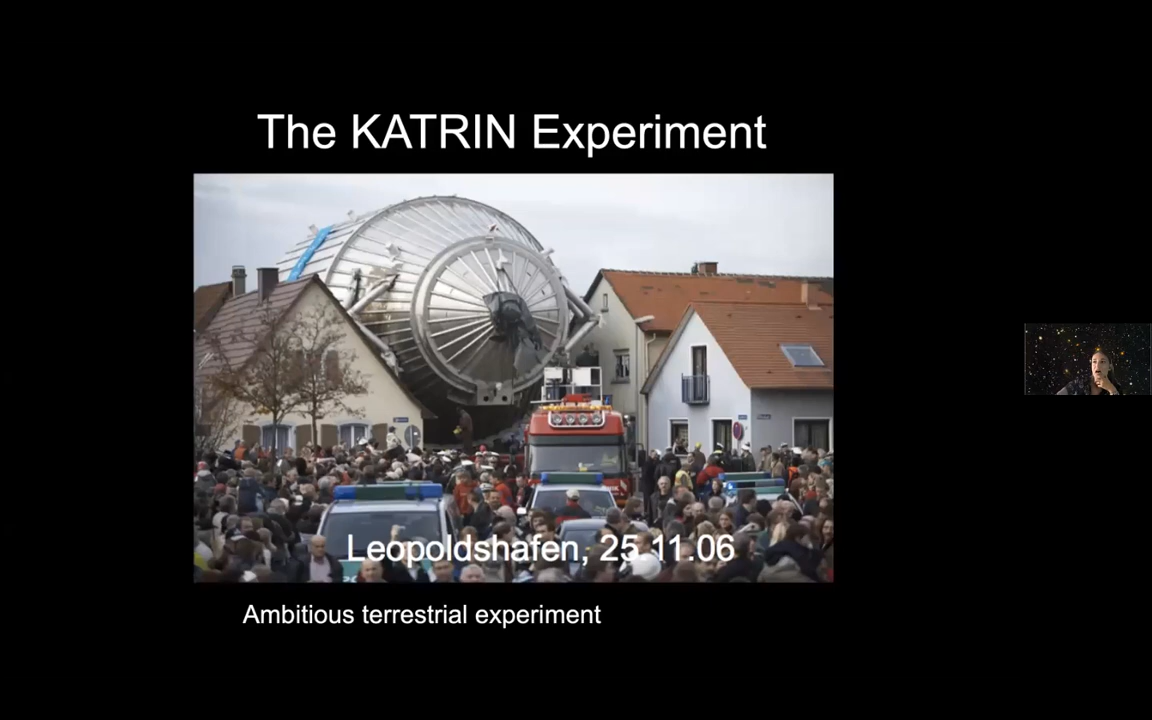 The KATRIN Experiment
Leopoldshafen, 25.11.06
Ambitious terrestrial experiment